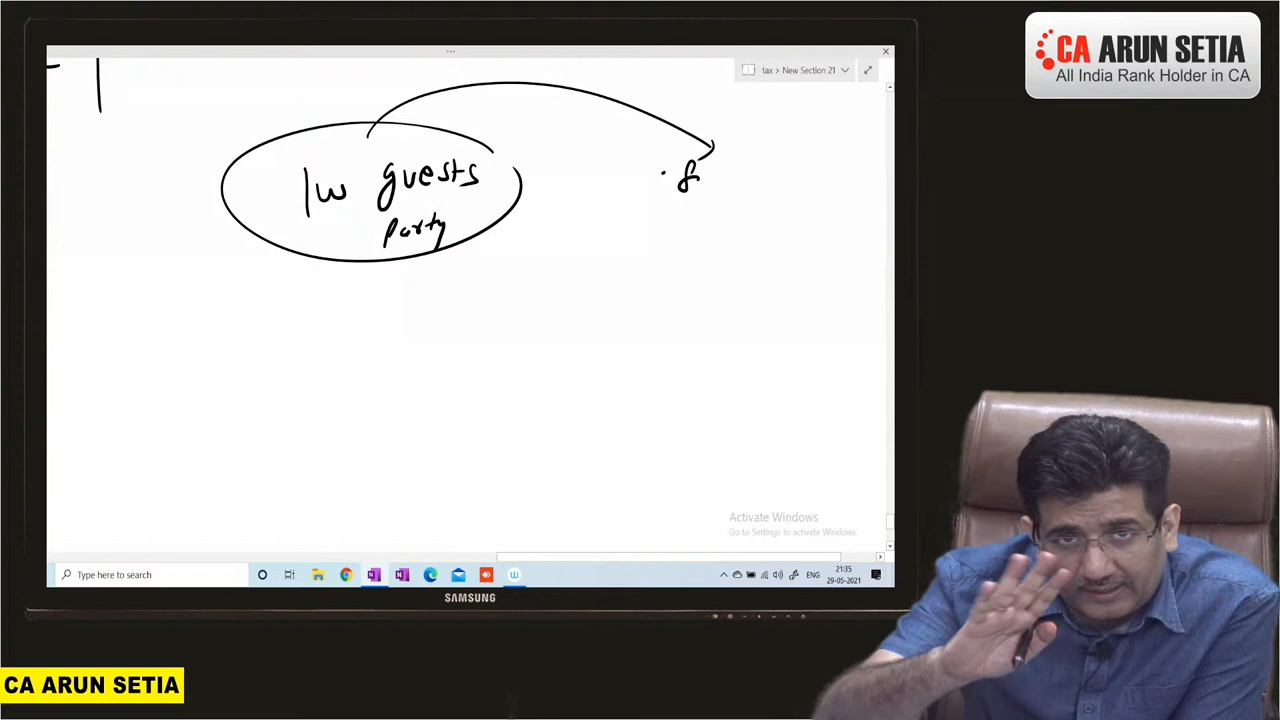 CA ARUN SETIA
All India Rank Holder in CA
tax > New Section 21
100 guests
Party
Activate Windows
Go to Settings to activate Windows.
Type here to search
ENG
21:35
29-05-2021
SAMSUNG
CA ARUN SETIA